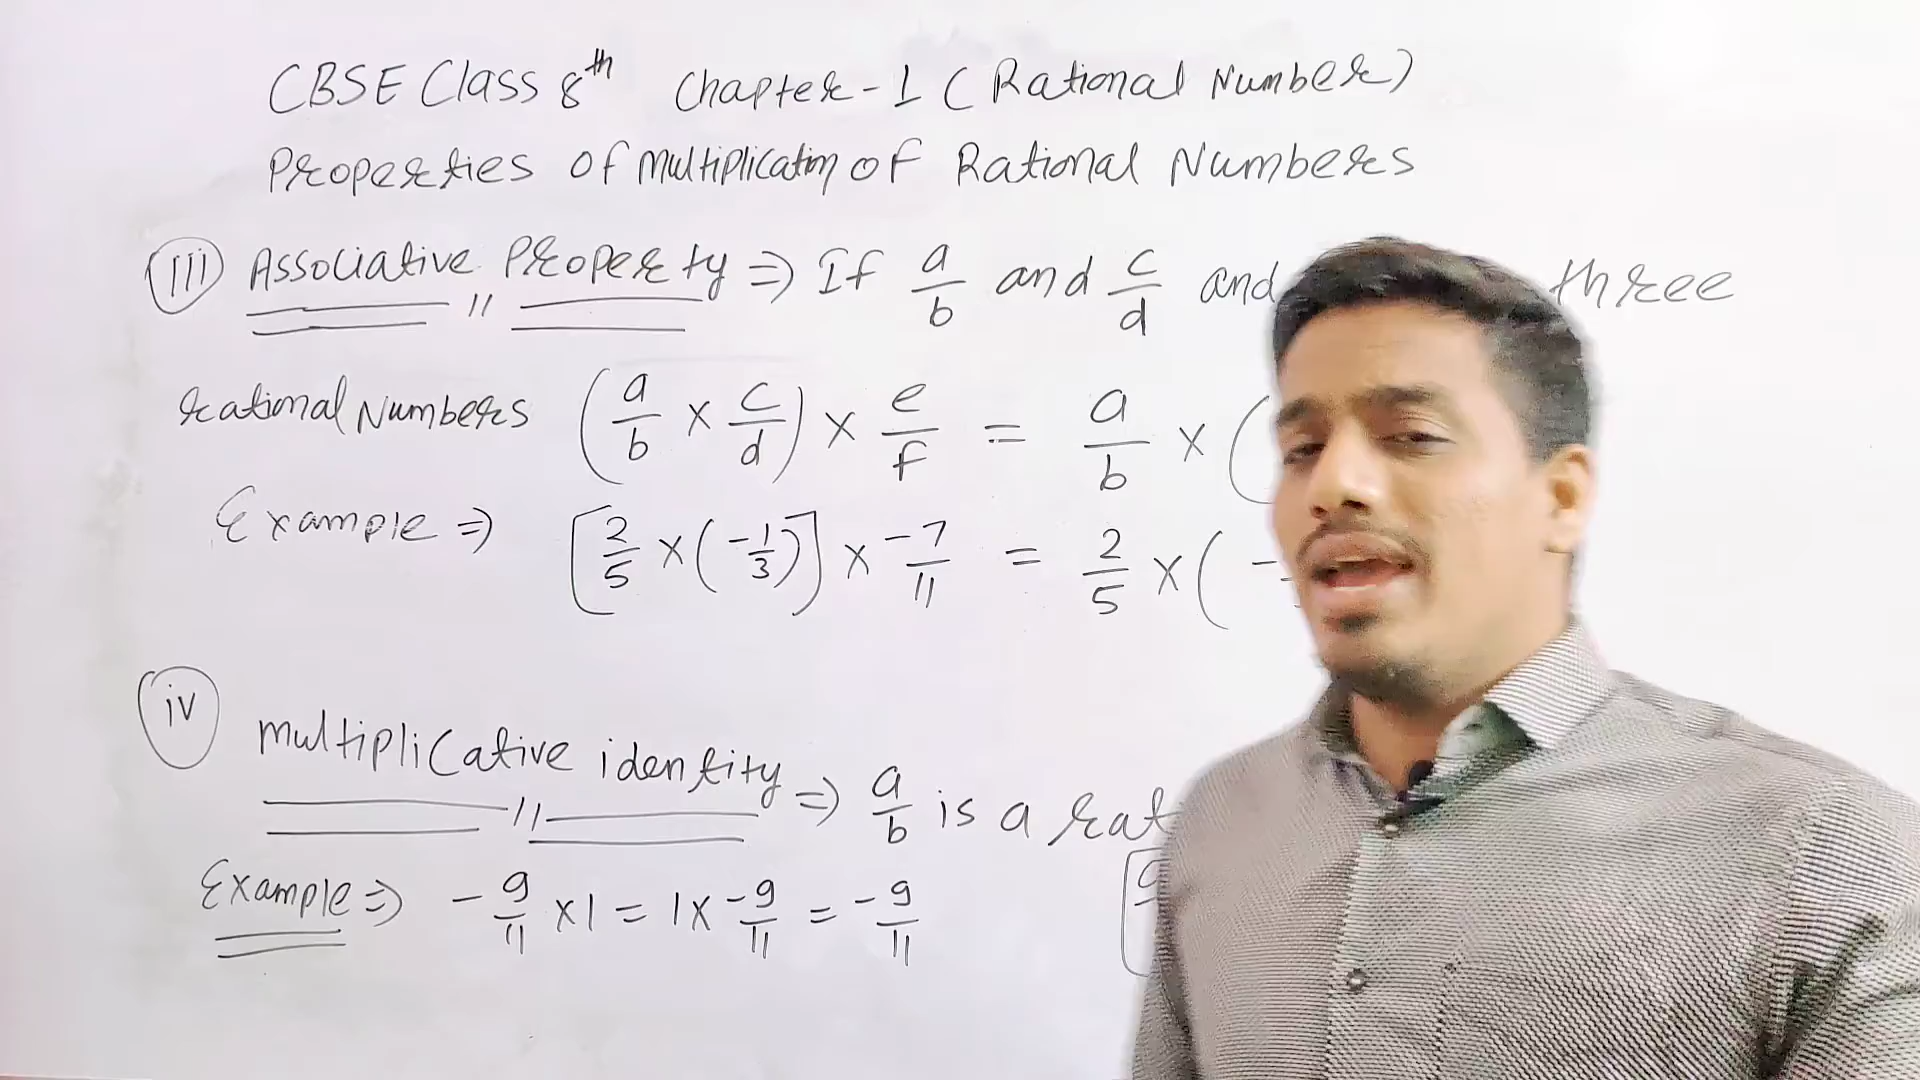 CBSE Class 8th Chapter-1 (Rational Number)
Properties of multiplication of Rational Numbers
(iii) Associative Property ⇒ If a/b and c/d and three
rational Numbers (a/b × c/d) × e/f = a/b × (
Example ⇒ [2/5 × (-1/3)] × -7/11 = 2/5 × ( -
(iv) multiplicative identity ⇒ a/b is a rat
Example ⇒ -9/11 ×1 = 1× -9/11 = -9/11